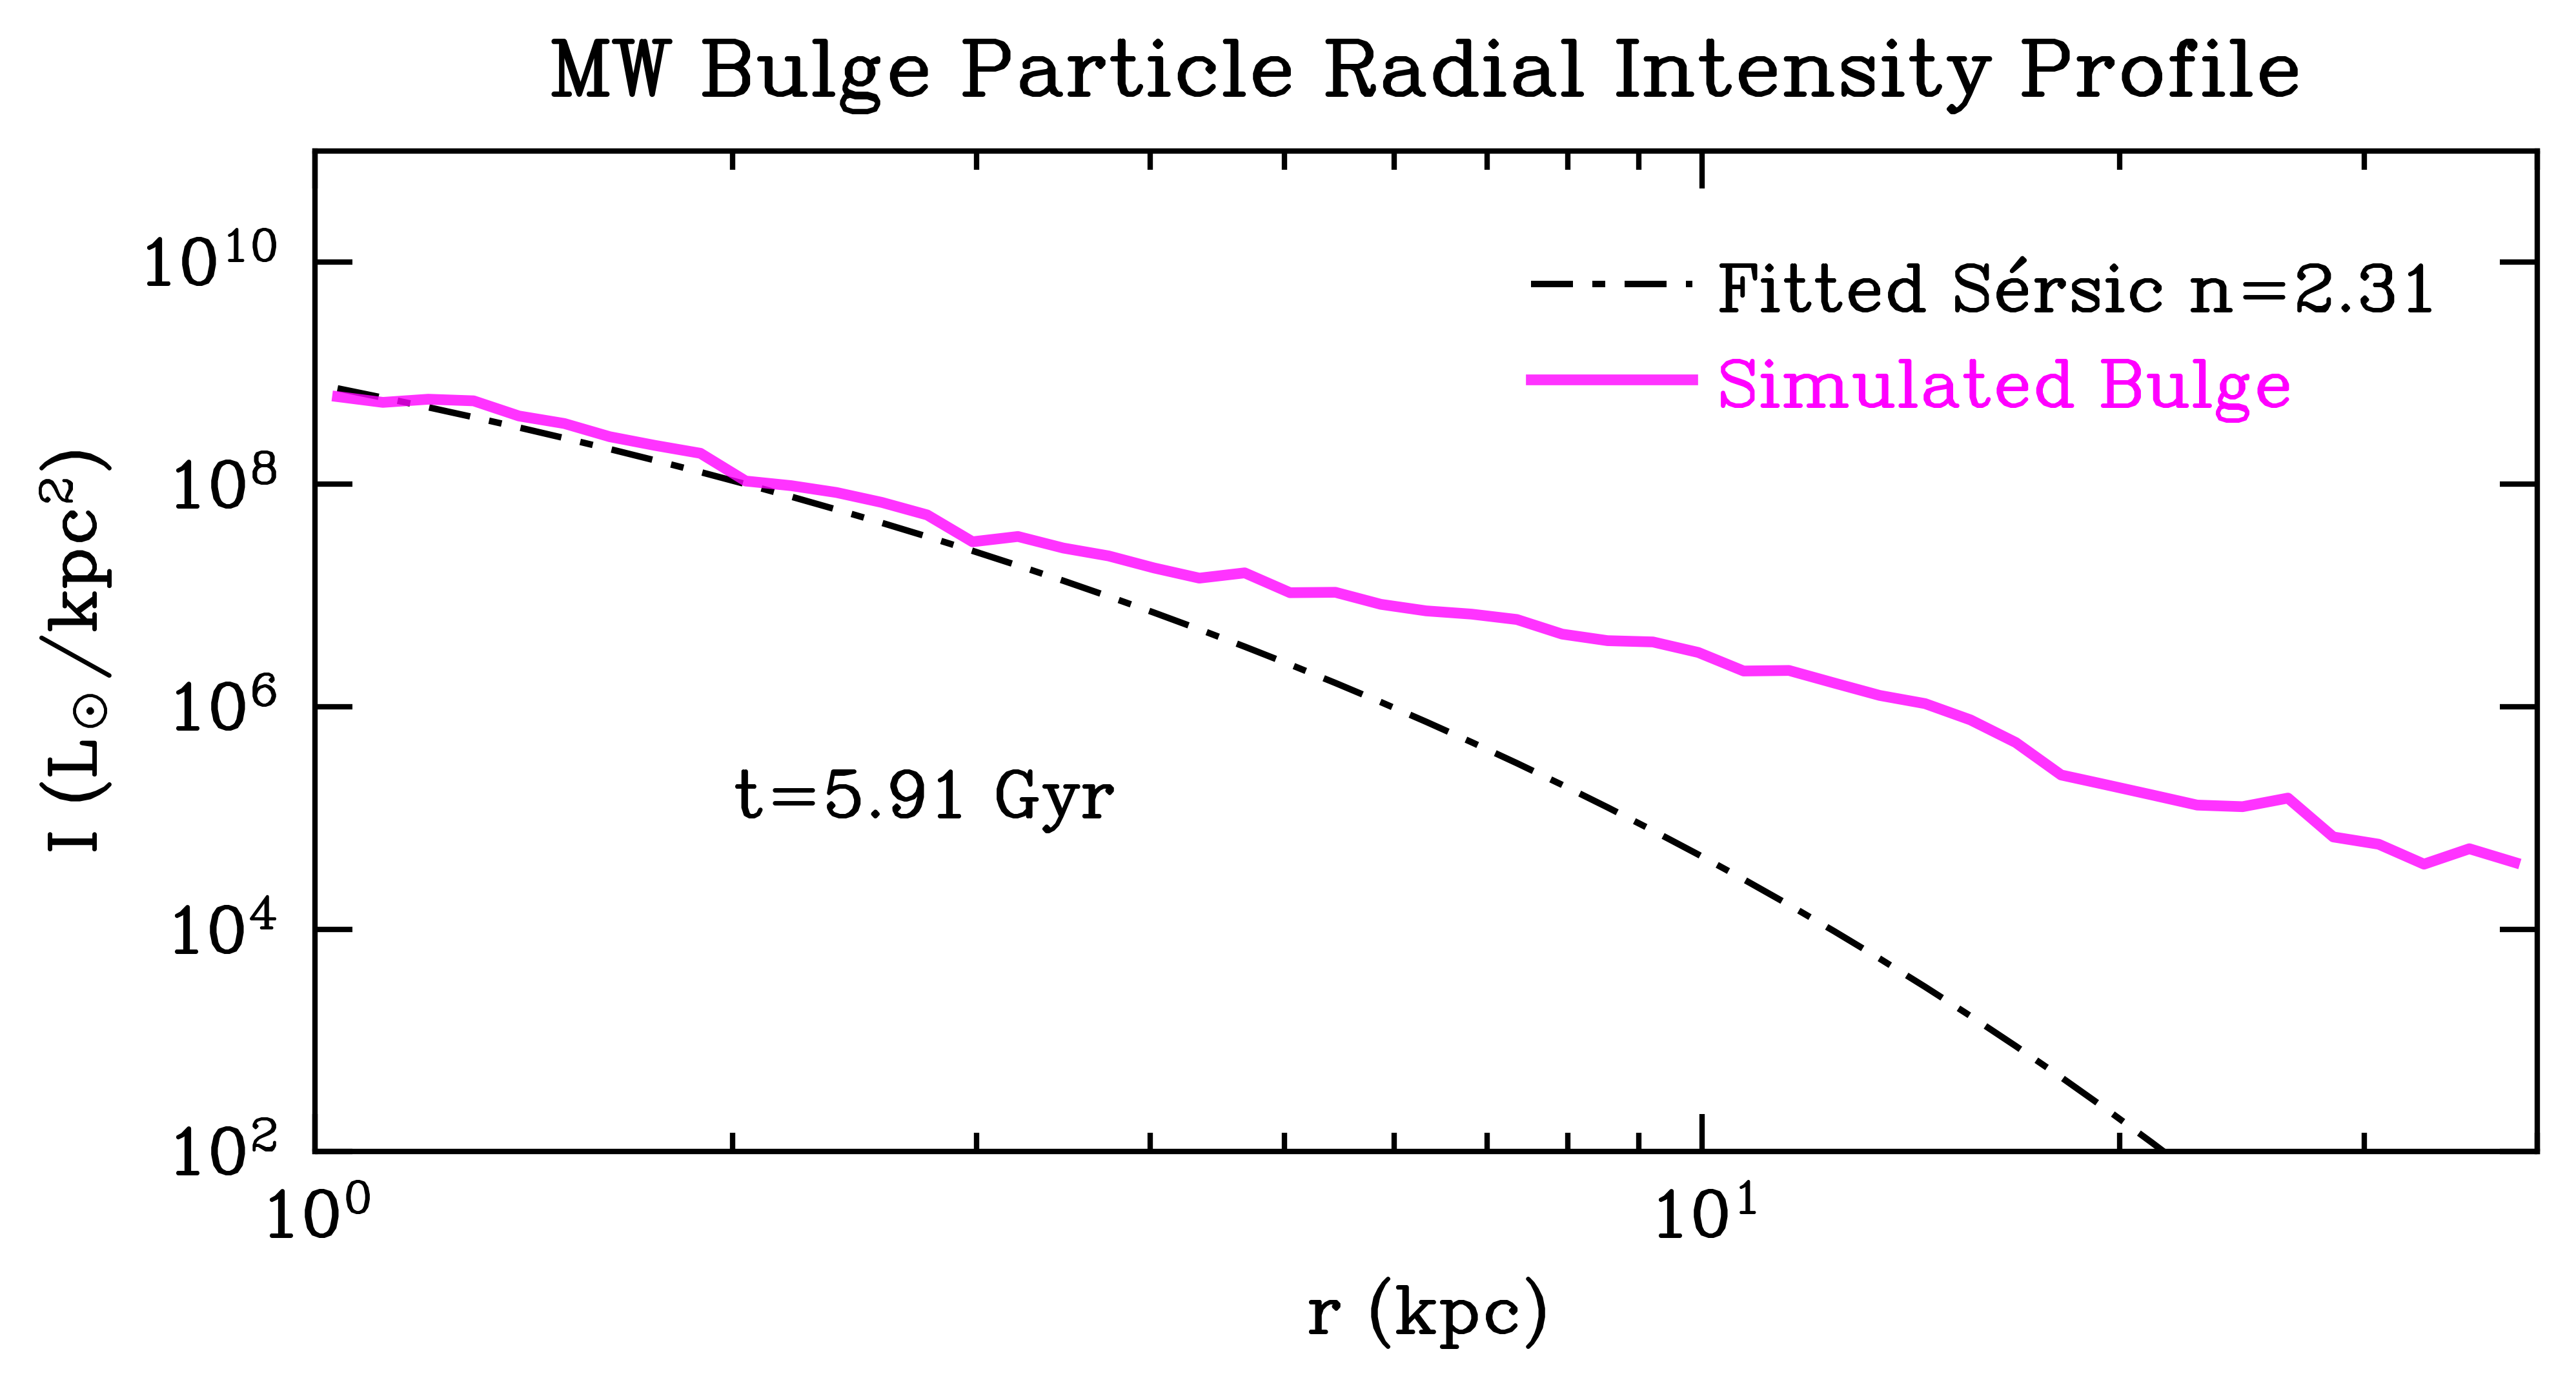 MW Bulge Particle Radial Intensity Profile
10¹⁰
10⁸
10⁶
10⁴
10²
I (L⊙/kpc²)
Fitted Sérsic n=2.31
Simulated Bulge
t=5.91 Gyr
10⁰ 10¹
r (kpc)